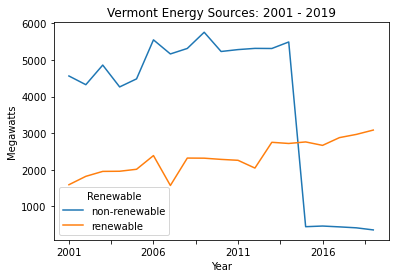 Vermont Energy Sources: 2001 - 2019
6000
5000
4000
3000
2000
1000
Megawatts
Renewable
non-renewable
renewable
2001
2006
2011
2016
Year